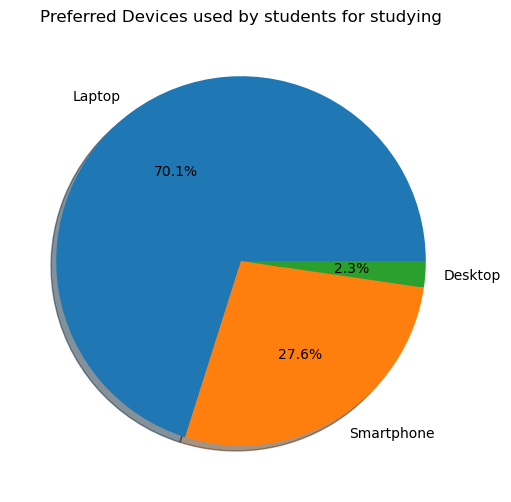 Preferred Devices used by students for studying
Laptop
70.1%
2.3%
Desktop
27.6%
Smartphone